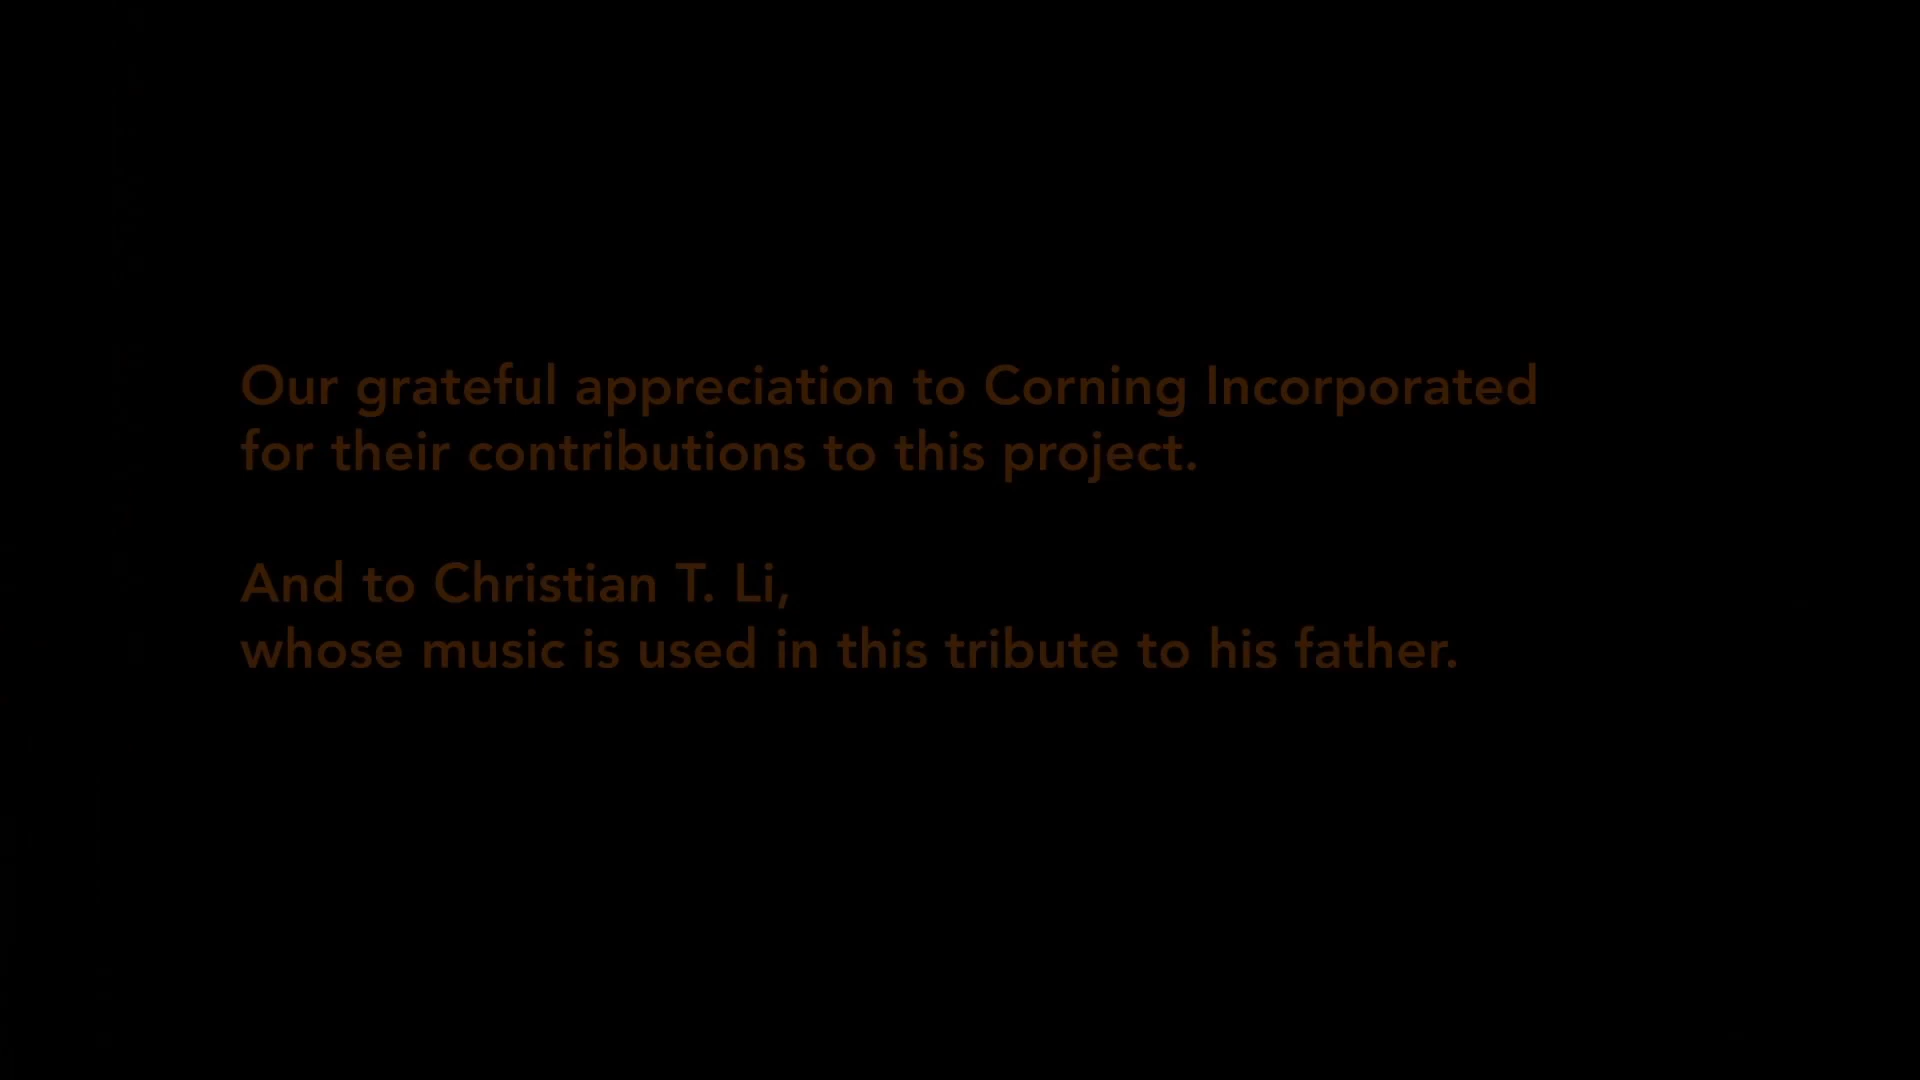 Our grateful appreciation to Corning Incorporated
for their contributions to this project.
And to Christian T. Li,
whose music is used in this tribute to his father.